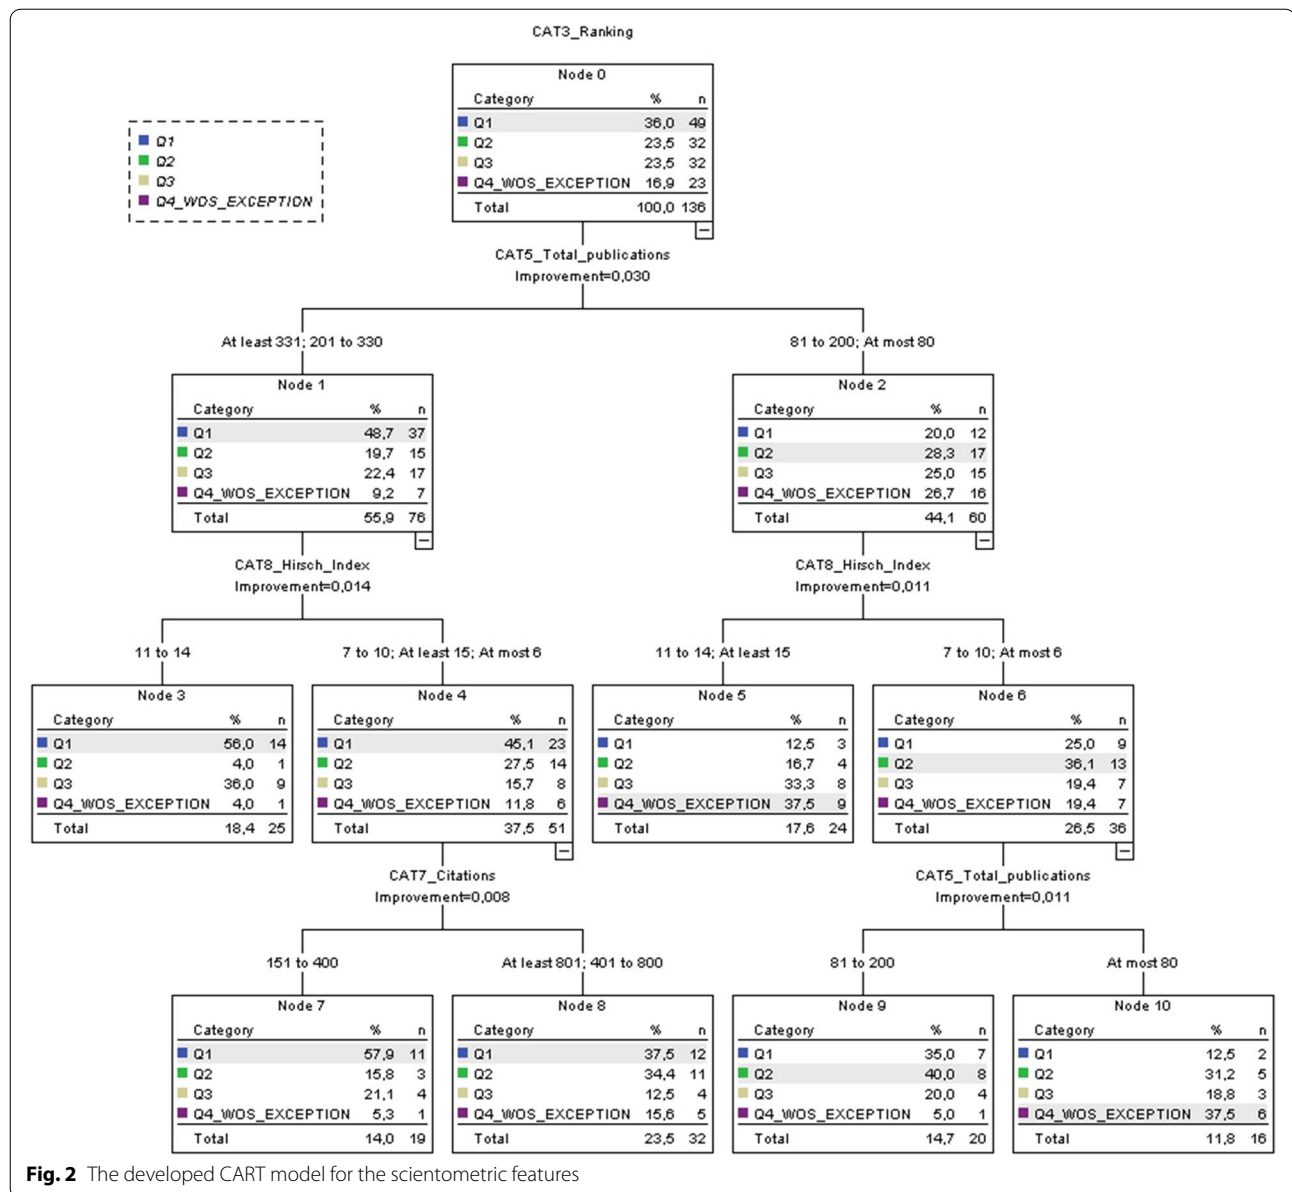 CAT3_Ranking
Node 0
Category % n
Q1 36,0 49
Q2 23,5 32
Q3 23,5 32
Q4_WOS_EXCEPTION 16,9 23
Total 100,0 136
Q1
Q2
Q3
Q4_WOS_EXCEPTION
CAT5_Total_publications
Improvement=0,030
At least 331; 201 to 330
81 to 200; At most 80
Node 1
Category % n
Q1 48,7 37
Q2 19,7 15
Q3 22,4 17
Q4_WOS_EXCEPTION 9,2 7
Total 55,9 76
Node 2
Category % n
Q1 20,0 12
Q2 28,3 17
Q3 25,0 15
Q4_WOS_EXCEPTION 26,7 16
Total 44,1 60
CAT8_Hirsch_Index
Improvement=0,014
CAT8_Hirsch_Index
Improvement=0,011
11 to 14
7 to 10; At least 15; At most 6
11 to 14; At least 15
7 to 10; At most 6
Node 3
Category % n
Q1 56,0 14
Q2 4,0 1
Q3 36,0 9
Q4_WOS_EXCEPTION 4,0 1
Total 18,4 25
Node 4
Category % n
Q1 45,1 23
Q2 27,5 14
Q3 15,7 8
Q4_WOS_EXCEPTION 11,8 6
Total 37,5 51
Node 5
Category % n
Q1 12,5 3
Q2 16,7 4
Q3 33,3 8
Q4_WOS_EXCEPTION 37,5 9
Total 17,6 24
Node 6
Category % n
Q1 25,0 9
Q2 36,1 13
Q3 19,4 7
Q4_WOS_EXCEPTION 19,4 7
Total 26,5 36
CAT7_Citations
Improvement=0,008
CAT5_Total_publications
Improvement=0,011
151 to 400
At least 801; 401 to 800
81 to 200
At most 80
Node 7
Category % n
Q1 57,9 11
Q2 15,8 3
Q3 21,1 4
Q4_WOS_EXCEPTION 5,3 1
Total 14,0 19
Node 8
Category % n
Q1 37,5 12
Q2 34,4 11
Q3 12,5 4
Q4_WOS_EXCEPTION 15,6 5
Total 23,5 32
Node 9
Category % n
Q1 35,0 7
Q2 40,0 8
Q3 20,0 4
Q4_WOS_EXCEPTION 5,0 1
Total 14,7 20
Node 10
Category % n
Q1 12,5 2
Q2 31,2 5
Q3 18,8 3
Q4_WOS_EXCEPTION 37,5 6
Total 11,8 16
Fig. 2 The developed CART model for the scientometric features